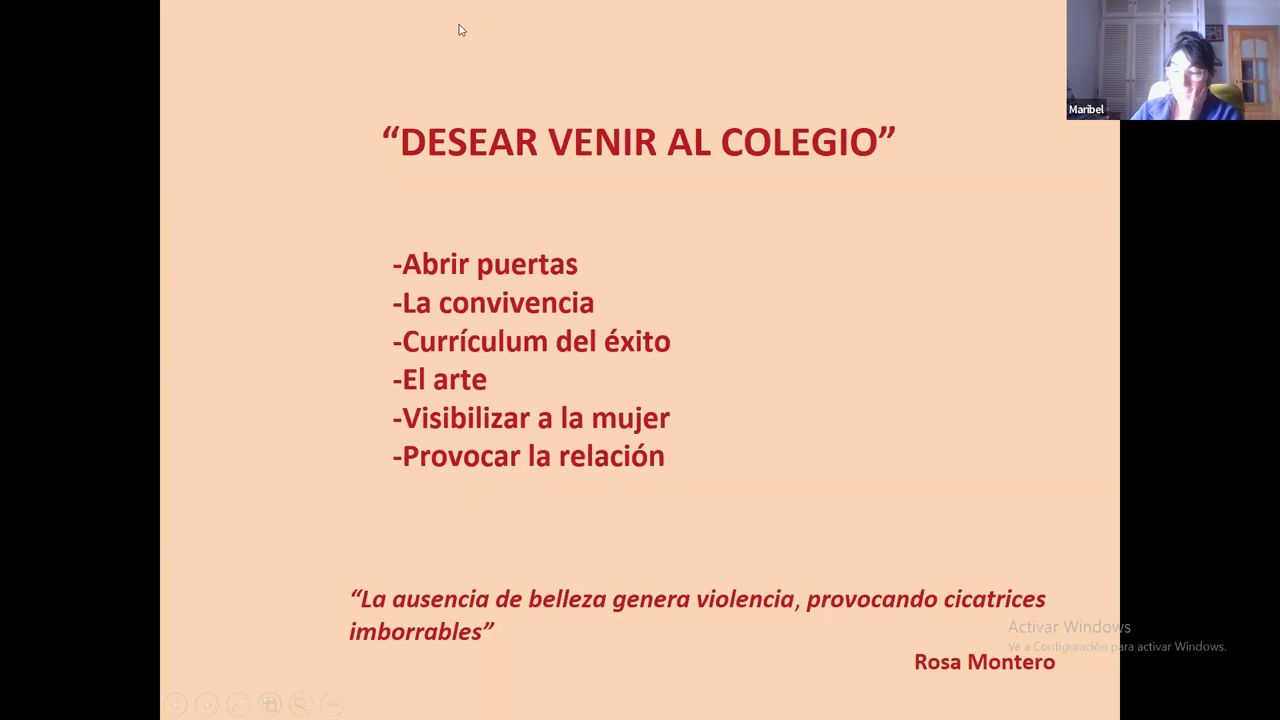 Maribel
“DESEAR VENIR AL COLEGIO”
-Abrir puertas
-La convivencia
-Currículum del éxito
-El arte
-Visibilizar a la mujer
-Provocar la relación
“La ausencia de belleza genera violencia, provocando cicatrices
imborrables”
Activar Windows
Ve a Configuración para activar Windows.
Rosa Montero